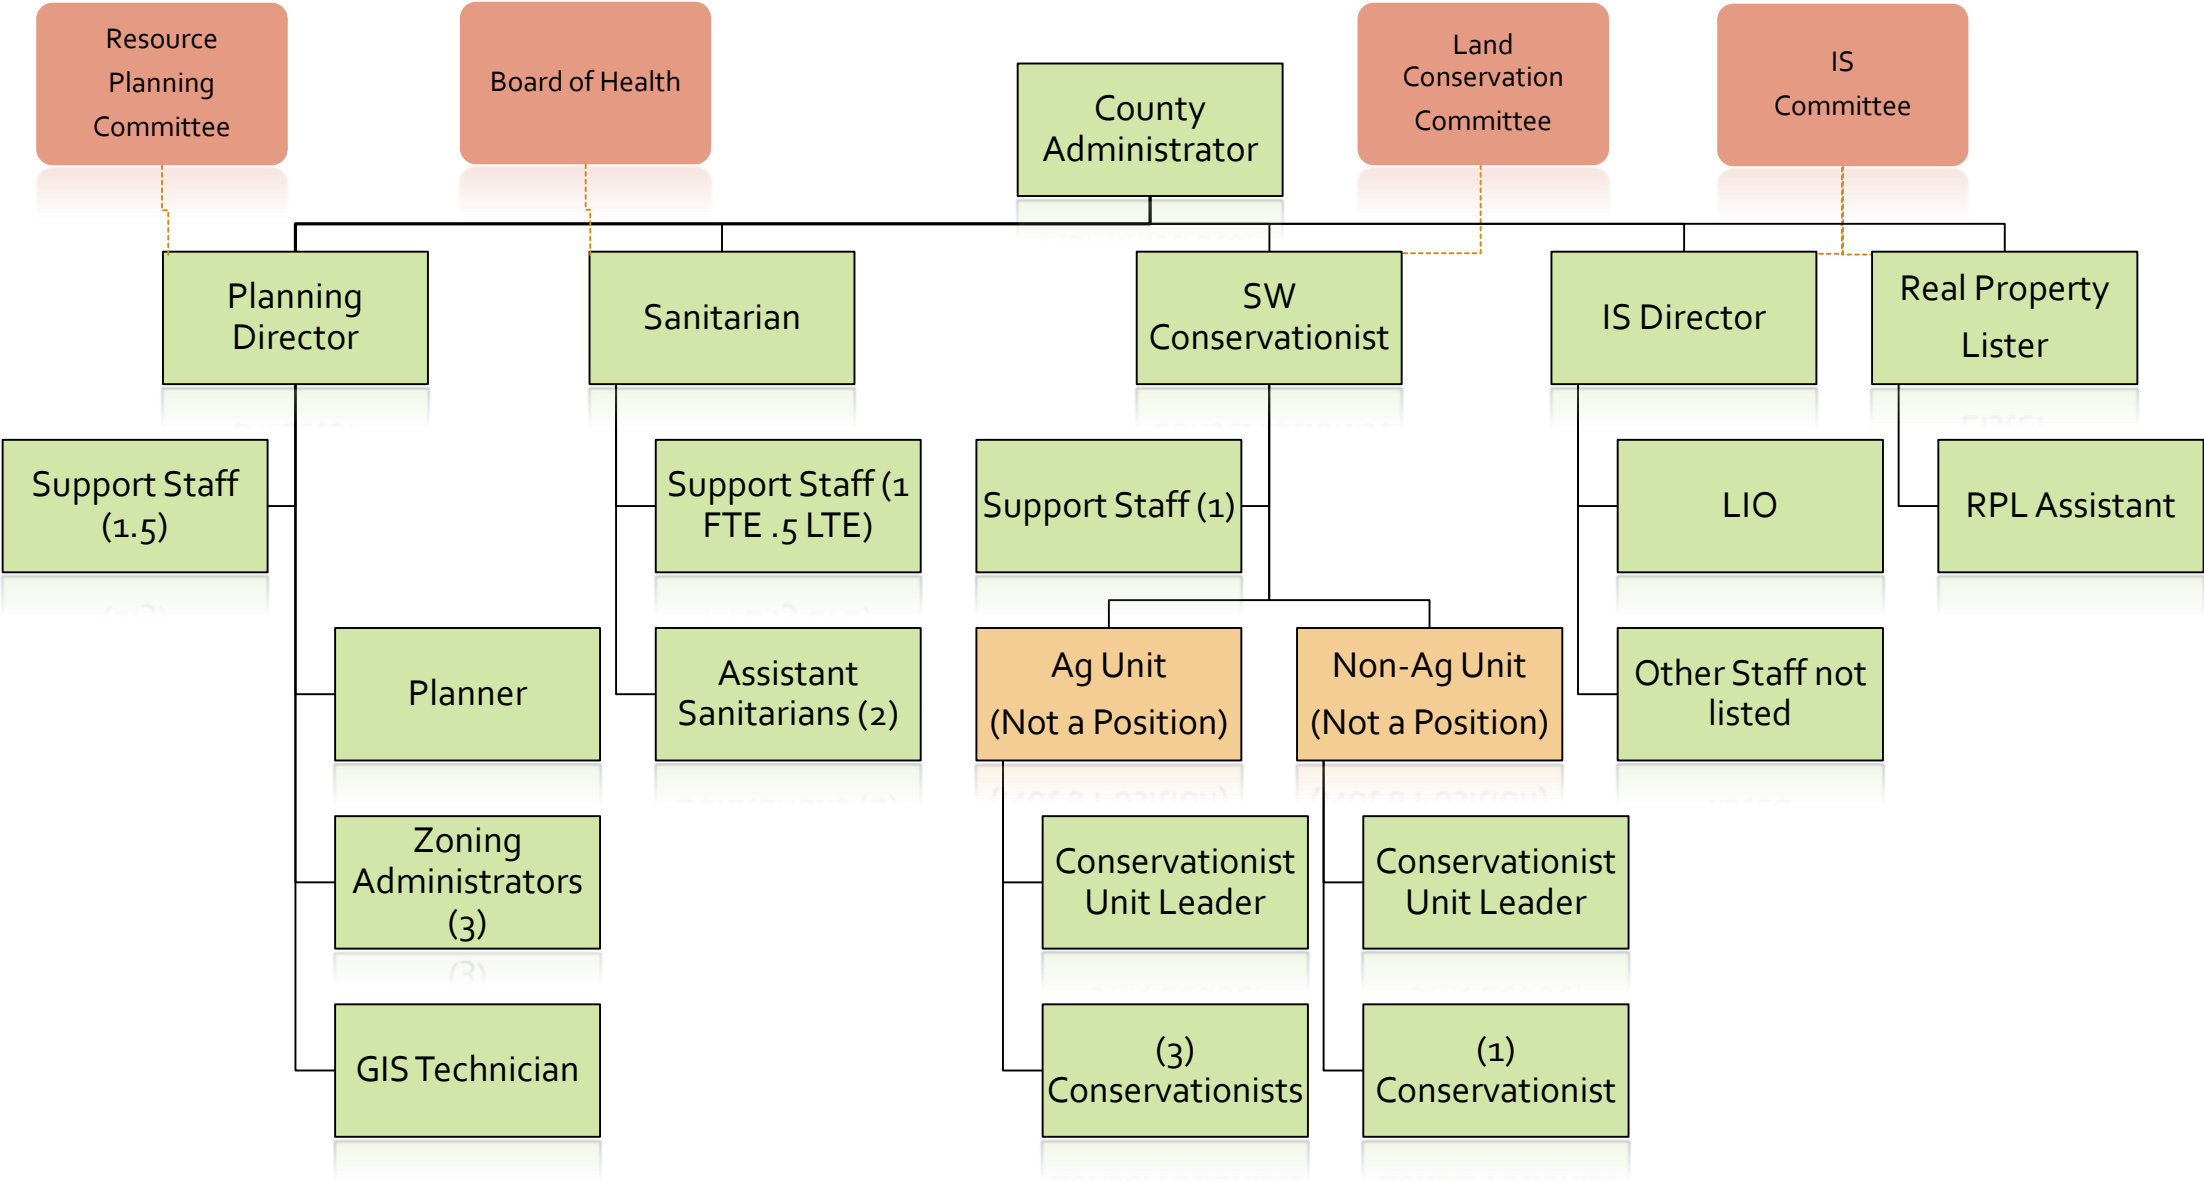 Resource
Planning
Committee
Board of Health
County
Administrator
Land
Conservation
Committee
IS
Committee
Planning
Director
Sanitarian
SW
Conservationist
IS Director
Real Property
Lister
Support Staff
(1.5)
Support Staff (1
FTE .5 LTE)
Support Staff (1)
LIO
RPL Assistant
Planner
Assistant
Sanitarians (2)
Ag Unit
(Not a Position)
Non-Ag Unit
(Not a Position)
Other Staff not
listed
Zoning
Administrators
(3)
Conservationist
Unit Leader
Conservationist
Unit Leader
GIS Technician
(3)
Conservationists
(1)
Conservationist